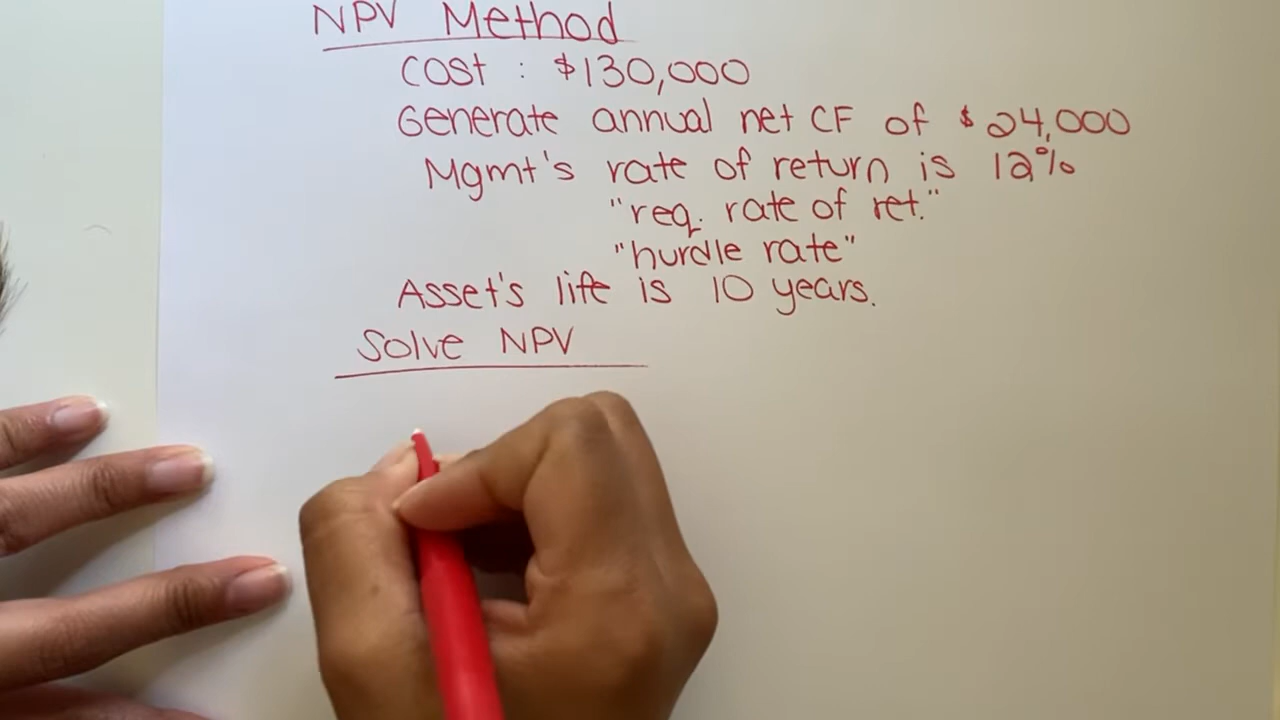 NPV Method
Cost : $130,000
Generate annual net CF of $24,000
Mgmt's rate of return is 12%
"req. rate of ret."
"hurdle rate"
Asset's life is 10 years.
Solve NPV